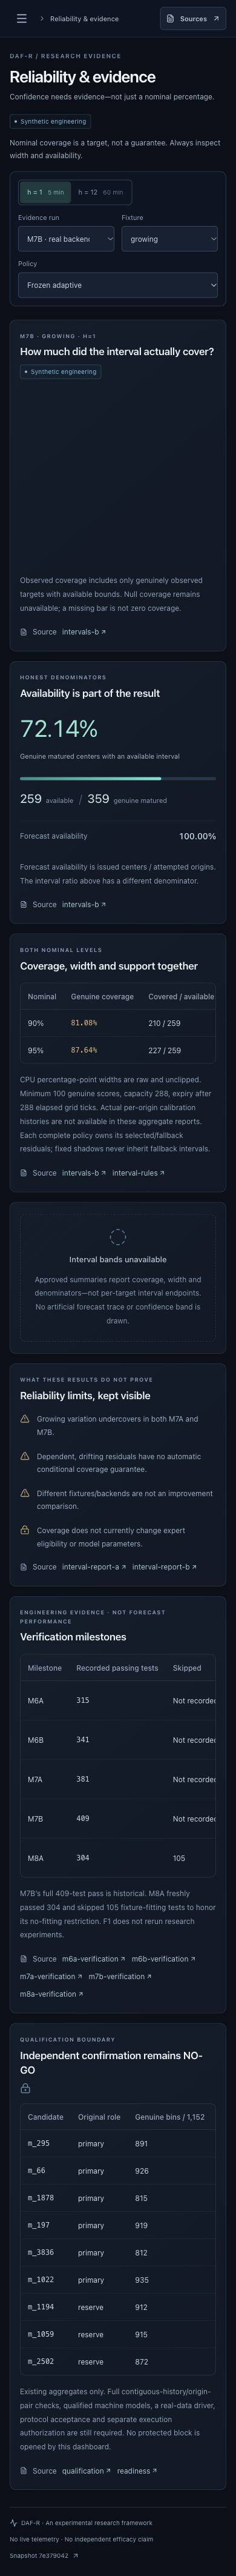 Reliability & evidence
Sources
DAF-R / RESEARCH EVIDENCE
Reliability & evidence
Confidence needs evidence—not just a nominal percentage.
Synthetic engineering
Nominal coverage is a target, not a guarantee. Always inspect
width and availability.
h = 1 5 min h = 12 60 min
Evidence run Fixture
M7B · real backen growing
Policy
Frozen adaptive
M7B · GROWING · H=1
How much did the interval actually cover?
Synthetic engineering
Observed coverage includes only genuinely observed
targets with available bounds. Null coverage remains
unavailable; a missing bar is not zero coverage.
Source intervals-b
HONEST DENOMINATORS
Availability is part of the result
72.14%
Genuine matured centers with an available interval
259 available / 359 genuine matured
Forecast availability 100.00%
Forecast availability is issued centers / attempted origins.
The interval ratio above has a different denominator.
Source intervals-b
BOTH NOMINAL LEVELS
Coverage, width and support together
Nominal Genuine coverage Covered / available
90% 81.08% 210 / 259
95% 87.64% 227 / 259
CPU percentage-point widths are raw and unclipped.
Minimum 100 genuine scores, capacity 288, expiry after
288 elapsed grid ticks. Actual per-origin calibration
histories are not available in these aggregate reports.
Each complete policy owns its selected/fallback
residuals; fixed shadows never inherit fallback intervals.
Source intervals-b interval-rules
Interval bands unavailable
Approved summaries report coverage, width and
denominators—not per-target interval endpoints.
No artificial forecast trace or confidence band is
drawn.
WHAT THESE RESULTS DO NOT PROVE
Reliability limits, kept visible
Growing variation undercovers in both M7A and
M7B.
Dependent, drifting residuals have no automatic
conditional coverage guarantee.
Different fixtures/backends are not an improvement
comparison.
Coverage does not currently change expert
eligibility or model parameters.
Source interval-report-a interval-report-b
ENGINEERING EVIDENCE · NOT FORECAST
PERFORMANCE
Verification milestones
Milestone Recorded passing tests Skipped
M6A 315 Not recorded
M6B 341 Not recorded
M7A 381 Not recorded
M7B 409 Not recorded
M8A 304 105
M7B's full 409-test pass is historical. M8A freshly
passed 304 and skipped 105 fixture-fitting tests to honor
its no-fitting restriction. F1 does not rerun research
experiments.
Source m6a-verification m6b-verification
m7a-verification m7b-verification
m8a-verification
QUALIFICATION BOUNDARY
Independent confirmation remains NO-
GO
Candidate Original role Genuine bins / 1,152
m_295 primary 891
m_66 primary 926
m_1878 primary 815
m_197 primary 919
m_3836 primary 812
m_1022 primary 935
m_1194 reserve 912
m_1059 reserve 915
m_2502 reserve 872
Existing aggregates only. Full contiguous-history/origin-
pair checks, qualified machine models, a real-data driver,
protocol acceptance and separate execution
authorization are still required. No protected block is
opened by this dashboard.
Source qualification readiness
DAF-R · An experimental research framework
No live telemetry · No independent efficacy claim
Snapshot 7e379042